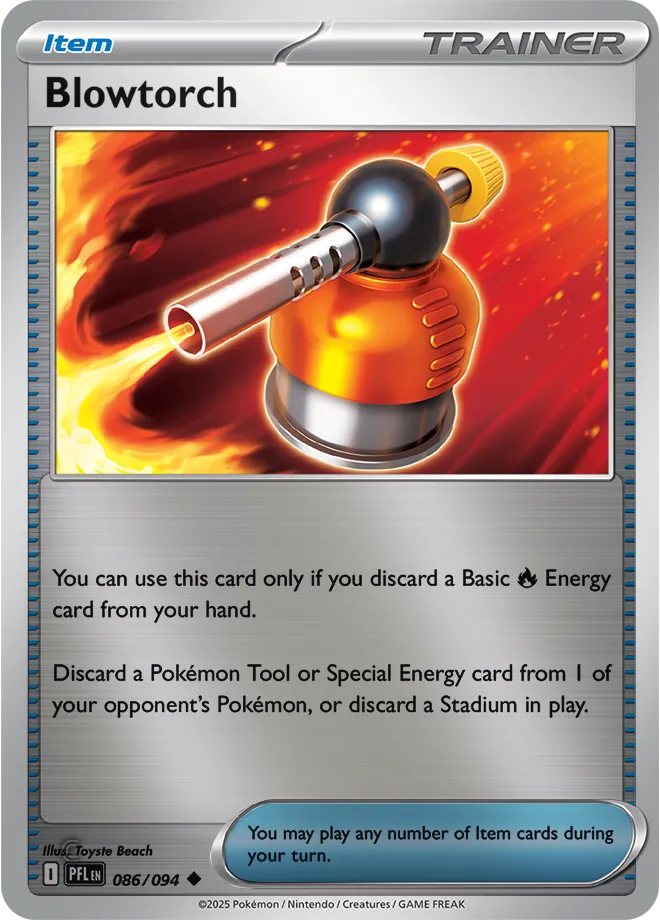 Item
TRAINER
Blowtorch
You can use this card only if you discard a Basic Energy
card from your hand.
Discard a Pokémon Tool or Special Energy card from 1 of
your opponent's Pokémon, or discard a Stadium in play.
Illus. Toyste Beach
You may play any number of Item cards during
your turn.
I PFL EN 086/094
©2025 Pokémon / Nintendo / Creatures / GAME FREAK